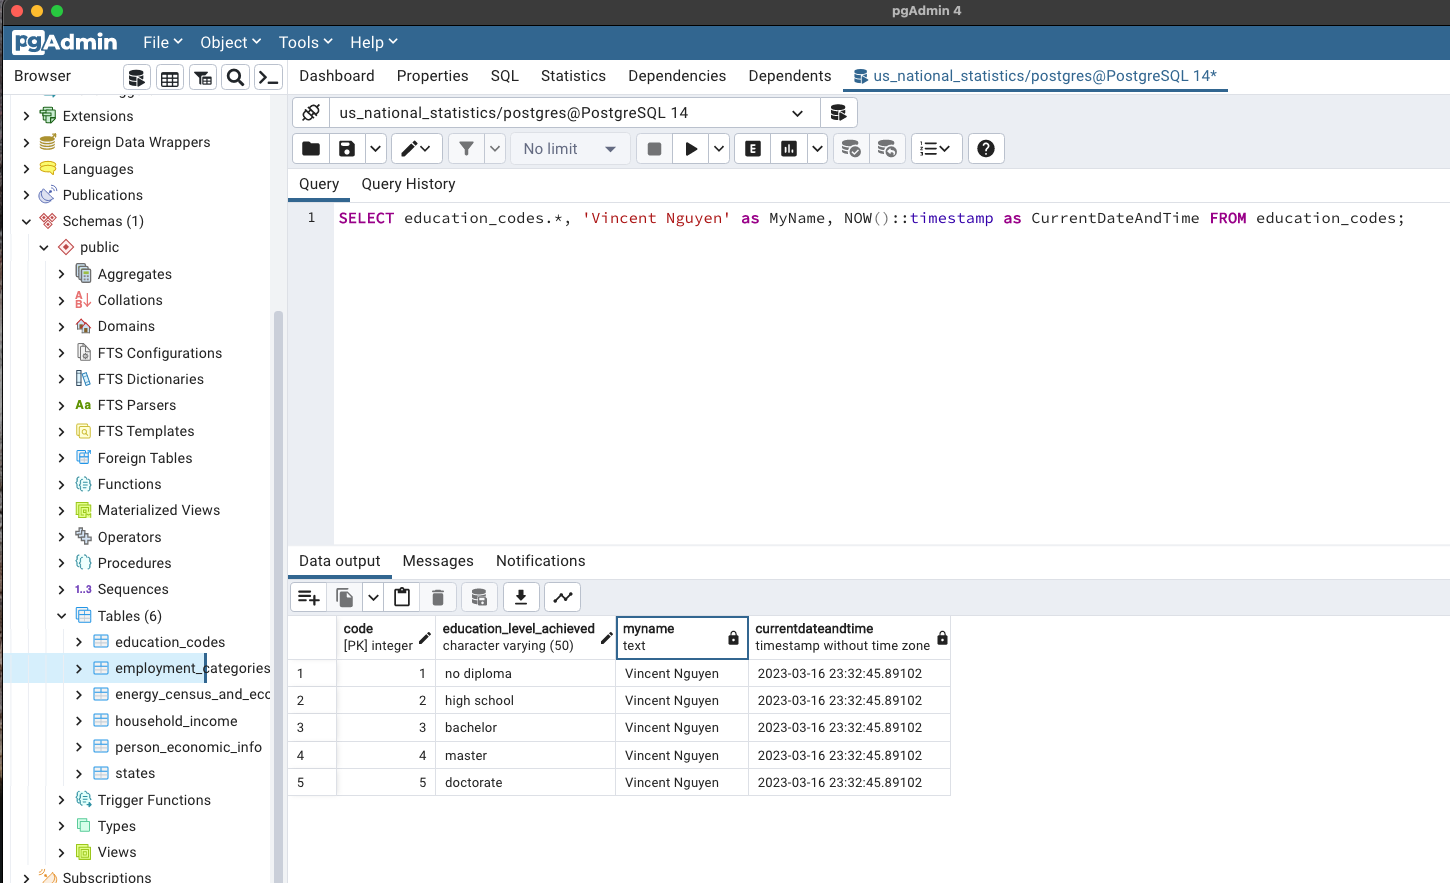 pgAdmin 4
pgAdmin File Object Tools Help
Browser
Dashboard Properties SQL Statistics Dependencies Dependents us_national_statistics/postgres@PostgreSQL 14*
us_national_statistics/postgres@PostgreSQL 14
No limit
E
Query Query History
1 SELECT education_codes.*, 'Vincent Nguyen' as MyName, NOW()::timestamp as CurrentDateAndTime FROM education_codes;
Extensions
Foreign Data Wrappers
Languages
Publications
Schemas (1)
public
Aggregates
Collations
Domains
FTS Configurations
FTS Dictionaries
Aa FTS Parsers
FTS Templates
Foreign Tables
Functions
Materialized Views
Operators
Procedures
1..3 Sequences
Tables (6)
education_codes
employment_categories
energy_census_and_ecc
household_income
person_economic_info
states
Trigger Functions
Types
Views
Subscriptions
Data output Messages Notifications
code education_level_achieved myname currentdateandtime
[PK] integer character varying (50) text timestamp without time zone
1 1 no diploma Vincent Nguyen 2023-03-16 23:32:45.89102
2 2 high school Vincent Nguyen 2023-03-16 23:32:45.89102
3 3 bachelor Vincent Nguyen 2023-03-16 23:32:45.89102
4 4 master Vincent Nguyen 2023-03-16 23:32:45.89102
5 5 doctorate Vincent Nguyen 2023-03-16 23:32:45.89102